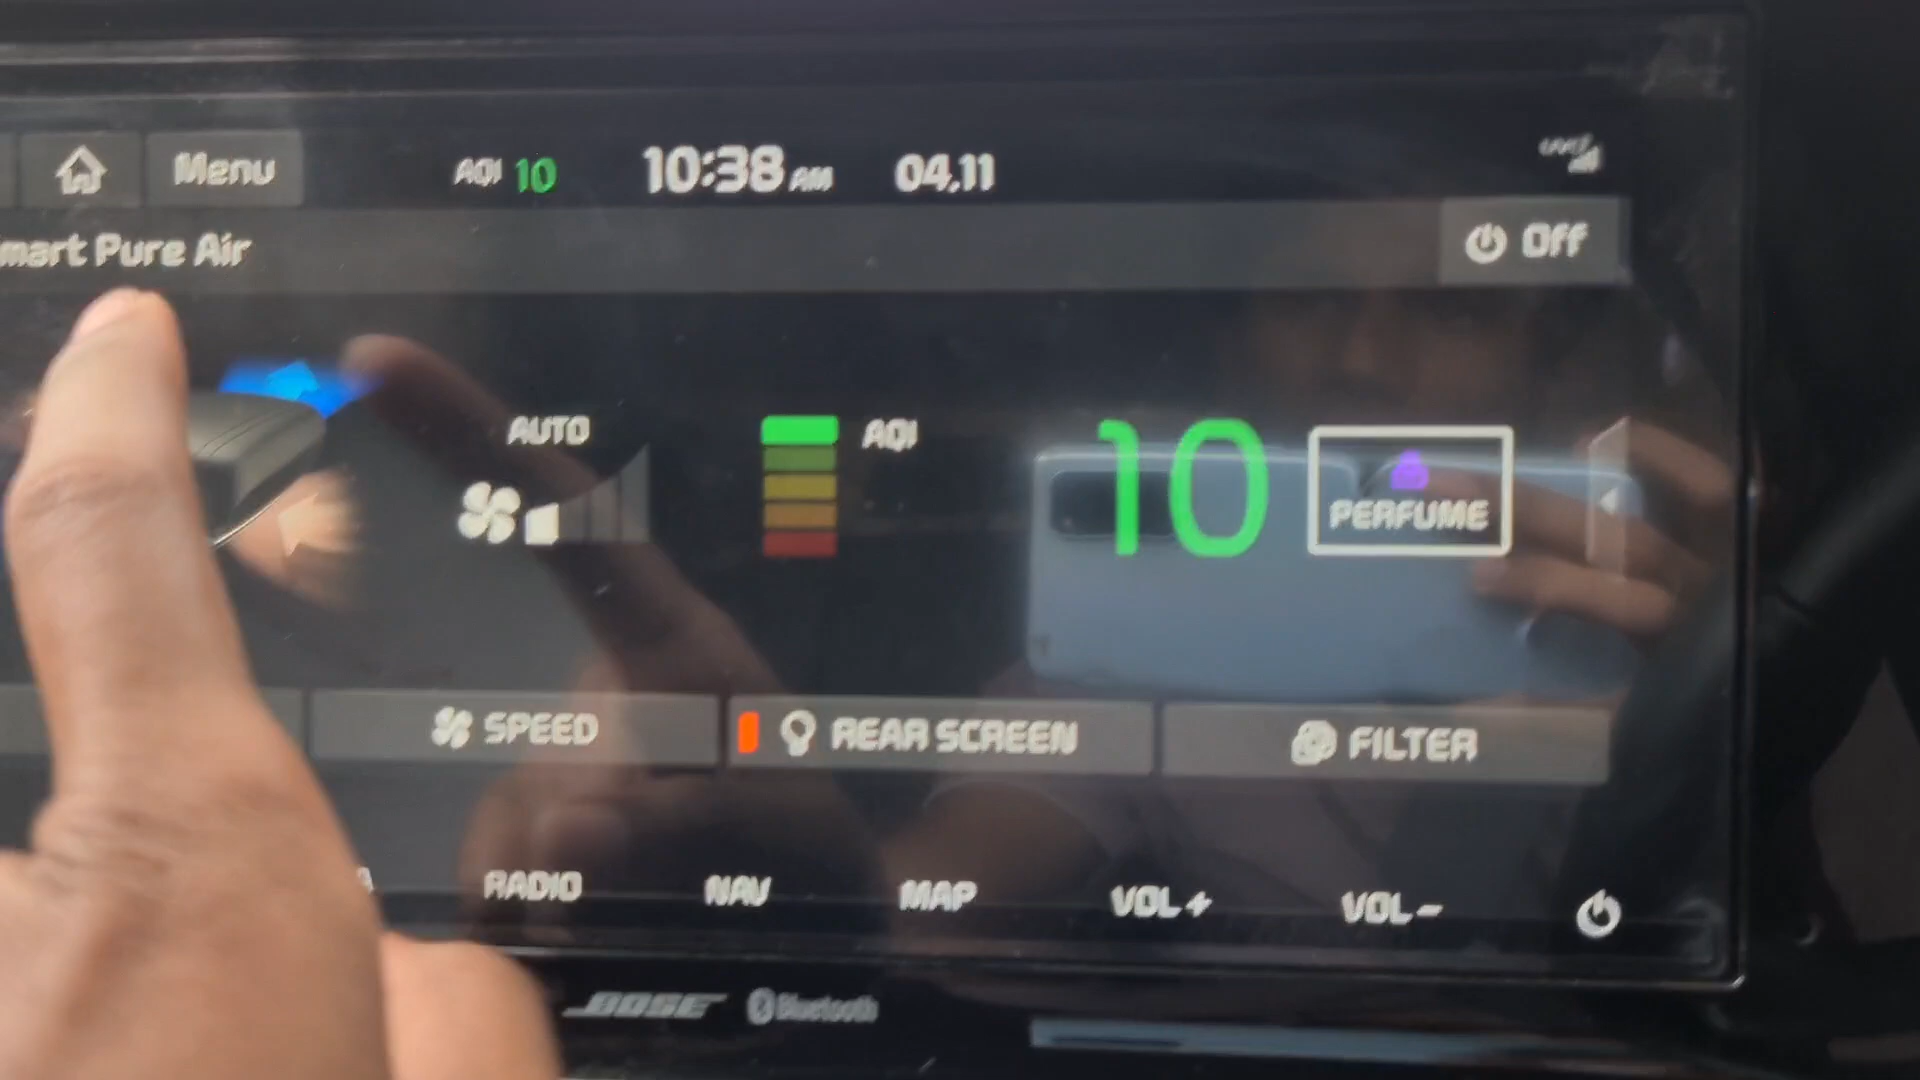 Menu AQI 10 10:38 AM 04.11
mart Pure Air Off
AUTO AQI 10 PERFUME
SPEED REAR SCREEN FILTER
A RADIO NAV MAP VOL+ VOL-
BOSE Bluetooth